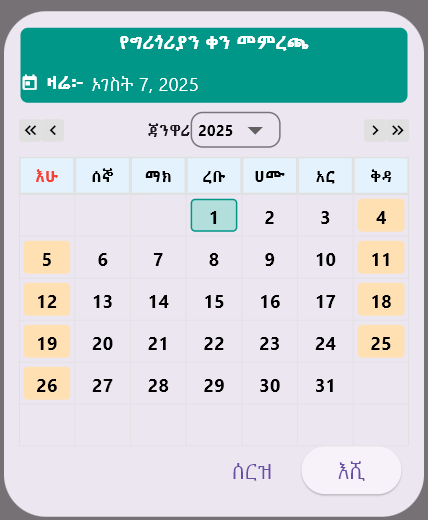 የግሪጎሪያን ቀን መምረጫ
ዛሬ፡- ኦገስት 7, 2025
ጃንዋሪ 2025
እሁ ሰኞ ማክ ረቡ ሀሙ አር ቅዳ
1 2 3 4
5 6 7 8 9 10 11
12 13 14 15 16 17 18
19 20 21 22 23 24 25
26 27 28 29 30 31
ሰርዝ እሺ